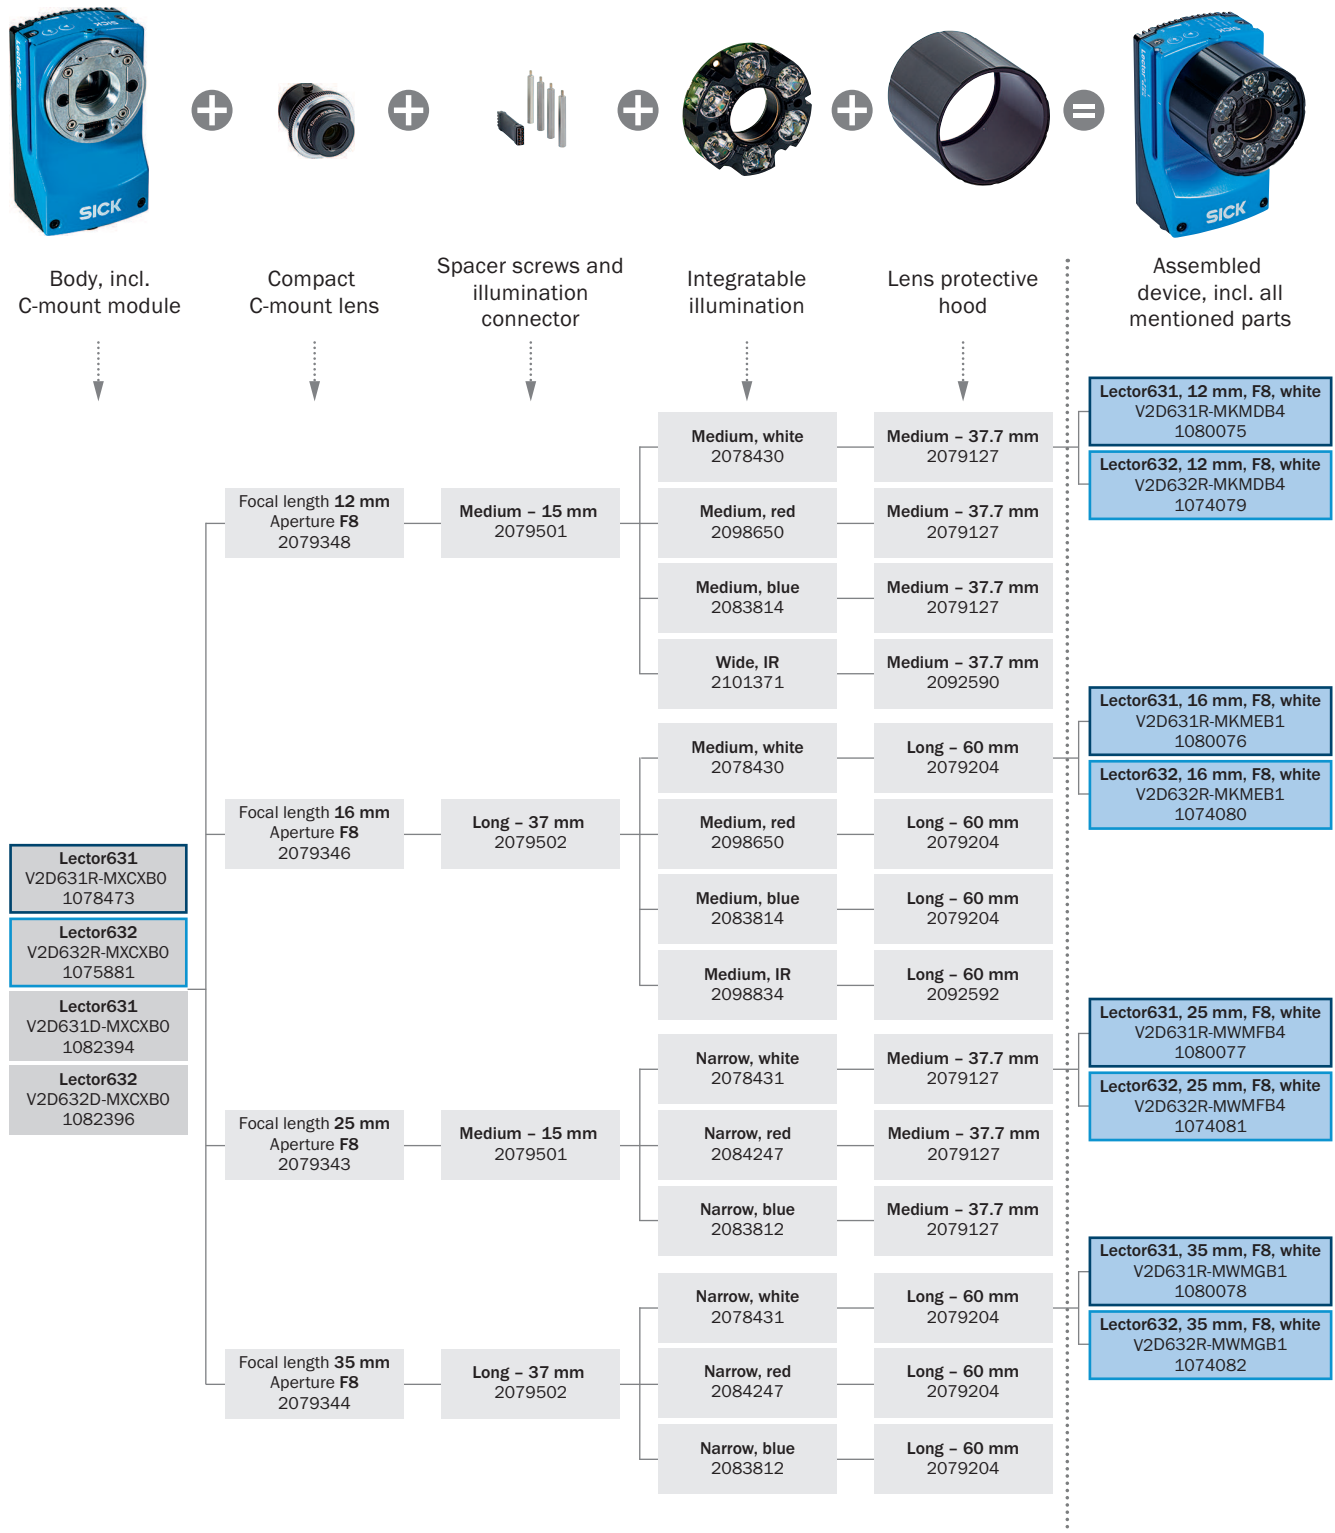 SICK
SICK
SICK
SICK
Body, incl.
C-mount module
Compact
C-mount lens
Spacer screws and
illumination
connector
Integratable
illumination
Lens protective
hood
Assembled
device, incl. all
mentioned parts
Lector631
V2D631R-MXCXB0
1078473
Lector632
V2D632R-MXCXB0
1075881
Lector631
V2D631D-MXCXB0
1082394
Lector632
V2D632D-MXCXB0
1082396
Focal length 12 mm
Aperture F8
2079348
Medium – 15 mm
2079501
Medium, white
2078430
Medium – 37.7 mm
2079127
Medium, red
2098650
Medium – 37.7 mm
2079127
Medium, blue
2083814
Medium – 37.7 mm
2079127
Wide, IR
2101371
Medium – 37.7 mm
2092590
Lector631, 12 mm, F8, white
V2D631R-MKMDB4
1080075
Lector632, 12 mm, F8, white
V2D632R-MKMDB4
1074079
Focal length 16 mm
Aperture F8
2079346
Long – 37 mm
2079502
Medium, white
2078430
Long – 60 mm
2079204
Medium, red
2098650
Long – 60 mm
2079204
Medium, blue
2083814
Long – 60 mm
2079204
Medium, IR
2098834
Long – 60 mm
2092592
Lector631, 16 mm, F8, white
V2D631R-MKMEB1
1080076
Lector632, 16 mm, F8, white
V2D632R-MKMEB1
1074080
Focal length 25 mm
Aperture F8
2079343
Medium – 15 mm
2079501
Narrow, white
2078431
Medium – 37.7 mm
2079127
Narrow, red
2084247
Medium – 37.7 mm
2079127
Narrow, blue
2083812
Medium – 37.7 mm
2079127
Lector631, 25 mm, F8, white
V2D631R-MWMFB4
1080077
Lector632, 25 mm, F8, white
V2D632R-MWMFB4
1074081
Focal length 35 mm
Aperture F8
2079344
Long – 37 mm
2079502
Narrow, white
2078431
Long – 60 mm
2079204
Narrow, red
2084247
Long – 60 mm
2079204
Narrow, blue
2083812
Long – 60 mm
2079204
Lector631, 35 mm, F8, white
V2D631R-MWMGB1
1080078
Lector632, 35 mm, F8, white
V2D632R-MWMGB1
1074082